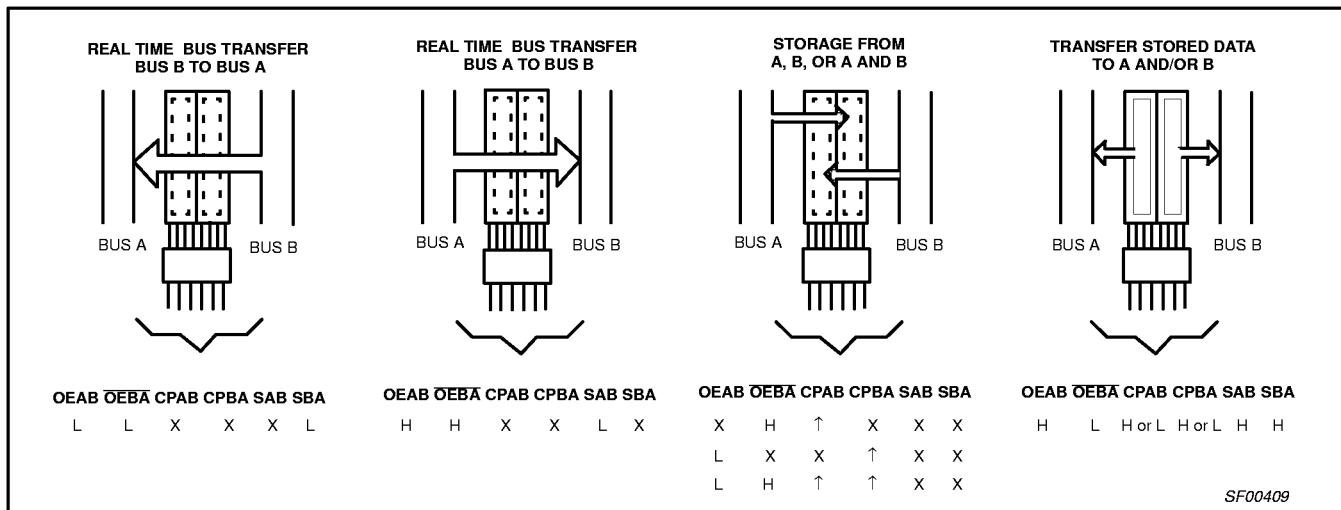 REAL TIME BUS TRANSFER
BUS B TO BUS A
BUS A
BUS B
OEAB OEBA CPAB CPBA SAB SBA
L L X X X L
REAL TIME BUS TRANSFER
BUS A TO BUS B
BUS A
BUS B
OEAB OEBA CPAB CPBA SAB SBA
H H X X L X
STORAGE FROM
A, B, OR A AND B
BUS A
BUS B
OEAB OEBA CPAB CPBA SAB SBA
X H ↑ X X X
L X X ↑ X X
L H ↑ ↑ X X
TRANSFER STORED DATA
TO A AND/OR B
BUS A
BUS B
OEAB OEBA CPAB CPBA SAB SBA
H L H or L H or L H H
SF00409